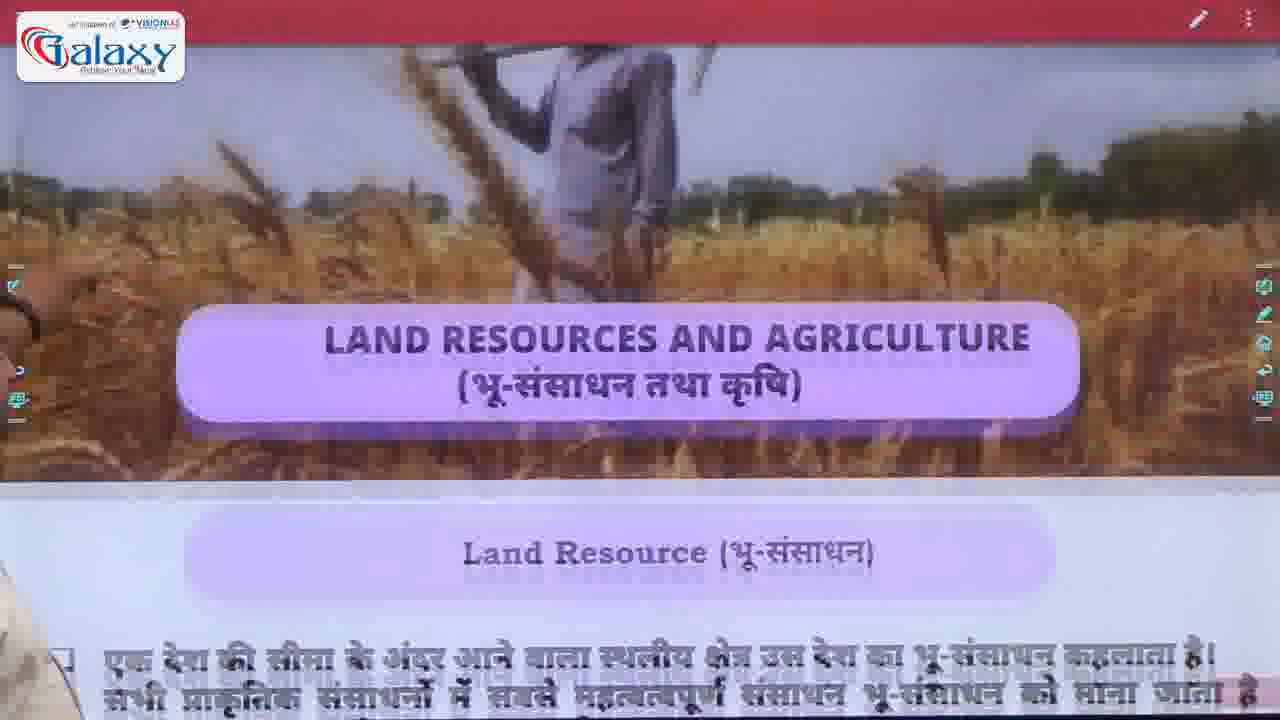 VISIONIAS
Galaxy
LAND RESOURCES AND AGRICULTURE
(भू-संसाधन तथा कृषि)
Land Resource (भू-संसाधन)
एक देश की सीमा के अंदर आने वाला स्थलीय क्षेत्र उस देश का भू-संसाधन कहलाता है।
सभी प्राकृतिक संसाधनों में सबसे महत्वत्वपूर्ण संसाधन भू-संसाधन को माना जाता है